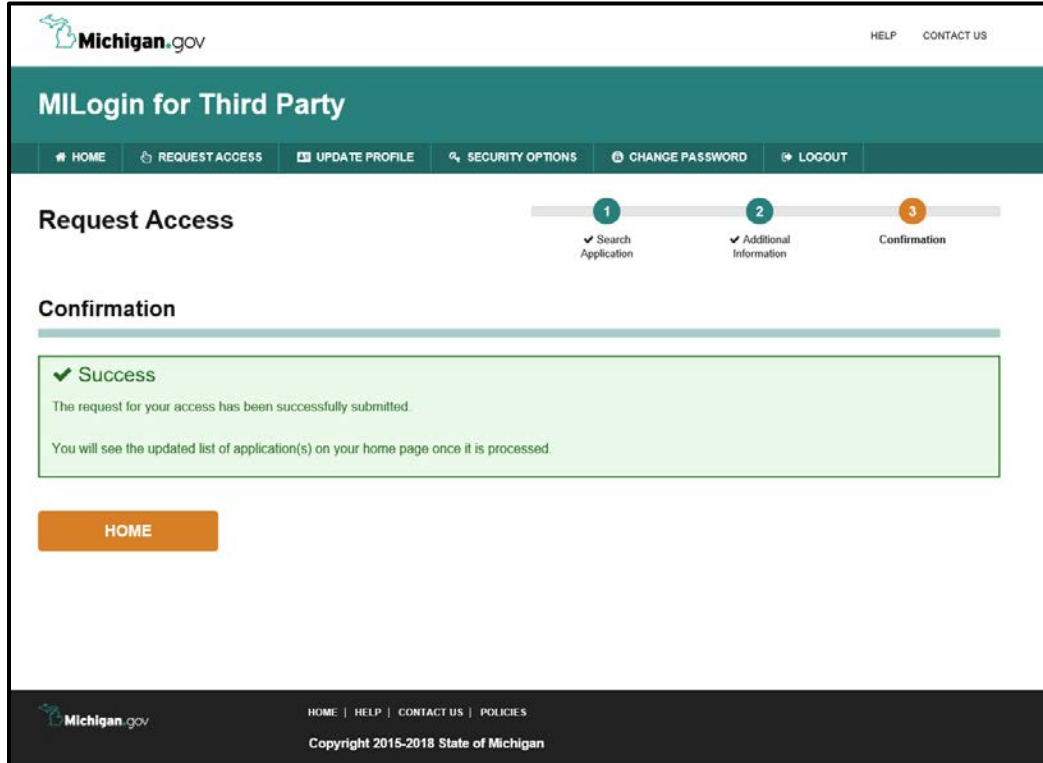 Michigan.gov
HELP CONTACT US
MILogin for Third Party
HOME REQUEST ACCESS UPDATE PROFILE SECURITY OPTIONS CHANGE PASSWORD LOGOUT
Request Access
1 2 3
Search Application
Additional Information
Confirmation
Confirmation
Success
The request for your access has been successfully submitted.
You will see the updated list of application(s) on your home page once it is processed.
HOME
Michigan.gov
HOME | HELP | CONTACT US | POLICIES
Copyright 2015-2018 State of Michigan